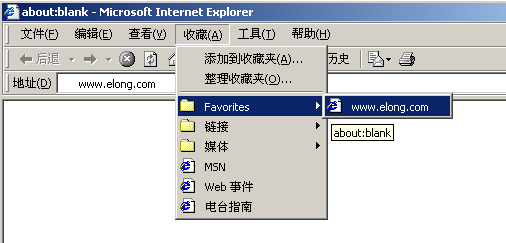 about:blank - Microsoft Internet Explorer
文件(F) 编辑(E) 查看(V) 收藏(A) 工具(T) 帮助(H)
后退 历史
添加到收藏夹(A)...
整理收藏夹(O)...
地址(D) www.elong.com
Favorites www.elong.com
链接 about:blank
媒体
MSN
Web 事件
电台指南